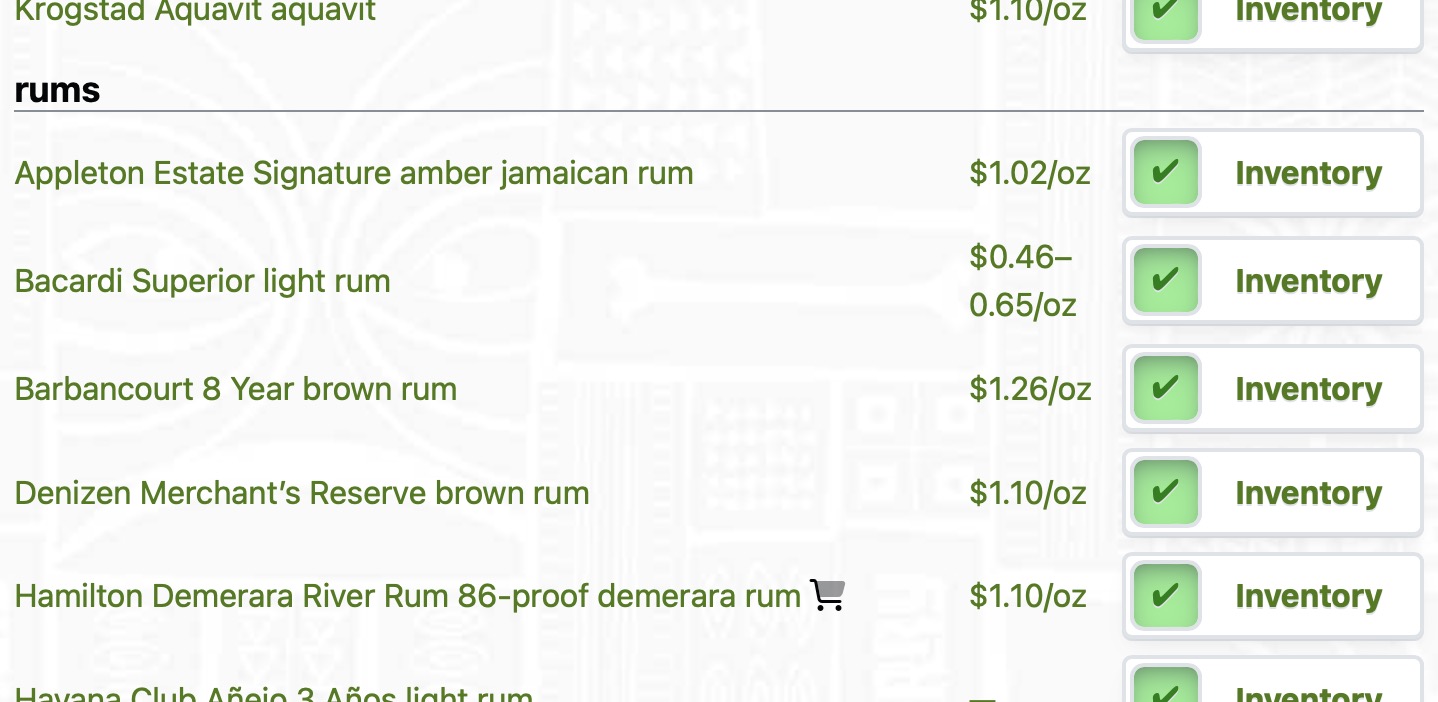 Krogstad Aquavit aquavit $1.10/oz ✔ Inventory
rums
Appleton Estate Signature amber jamaican rum $1.02/oz ✔ Inventory
Bacardi Superior light rum $0.46–
0.65/oz ✔ Inventory
Barbancourt 8 Year brown rum $1.26/oz ✔ Inventory
Denizen Merchant’s Reserve brown rum $1.10/oz ✔ Inventory
Hamilton Demerara River Rum 86-proof demerara rum $1.10/oz ✔ Inventory
Havana Club Añejo 3 Años light rum – ✔ Inventory